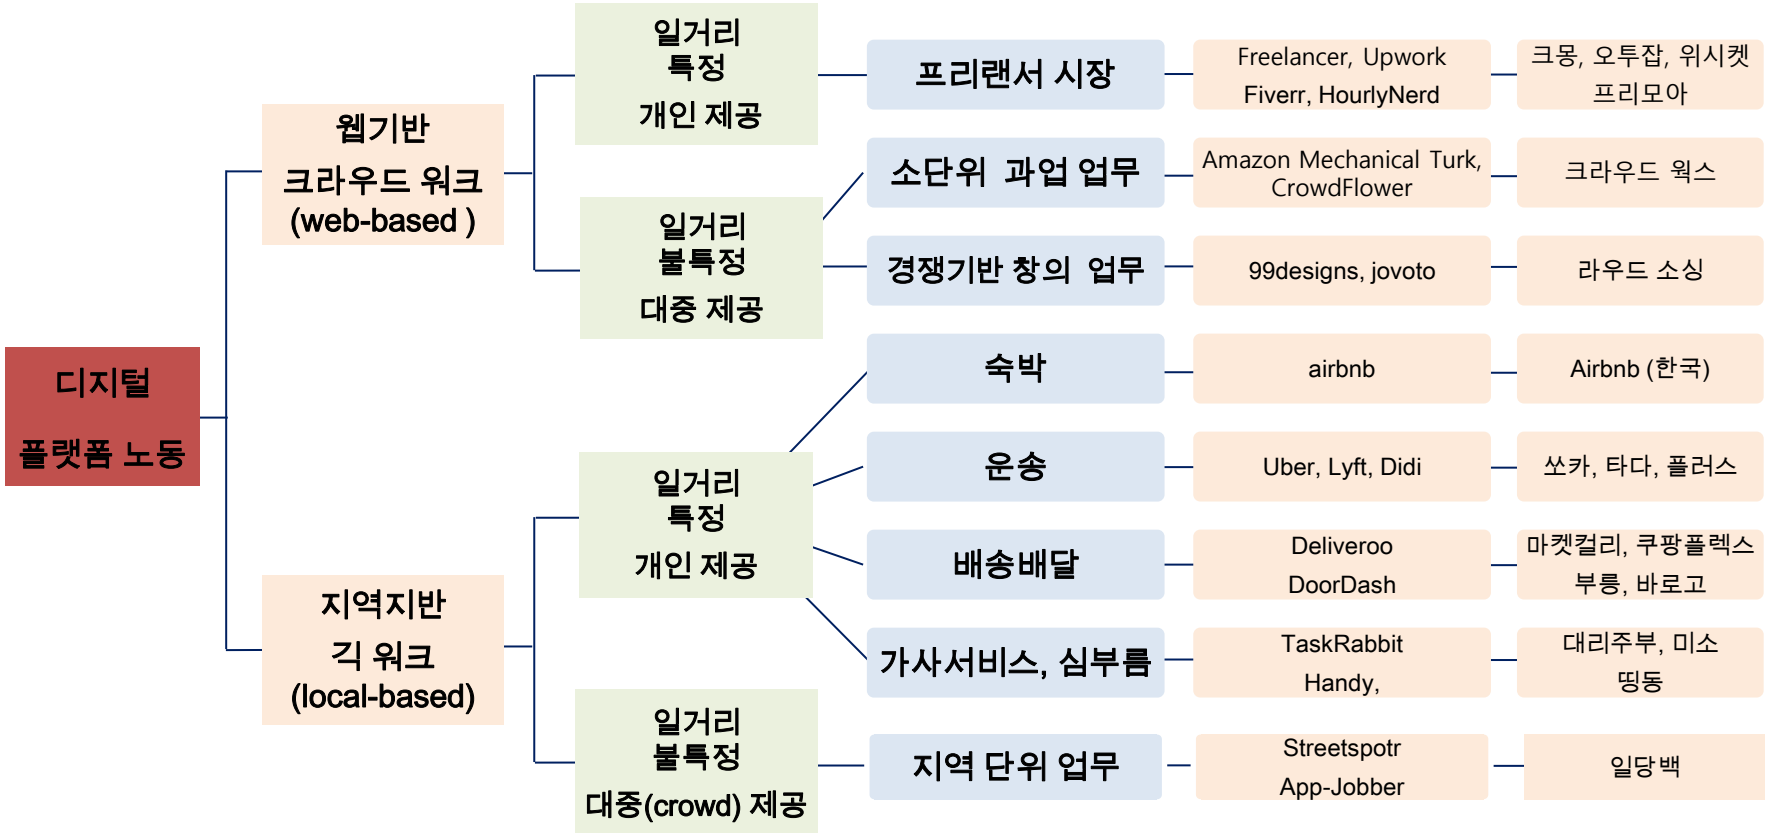 디지털
플랫폼 노동
웹기반
크라우드 워크
(web-based )
지역지반
긱 워크
(local-based)
일거리
특정
개인 제공
일거리
불특정
대중 제공
일거리
특정
개인 제공
일거리
불특정
대중(crowd) 제공
프리랜서 시장
Freelancer, Upwork
Fiverr, HourlyNerd
크몽, 오투잡, 위시켓
프리모아
소단위 과업 업무
Amazon Mechanical Turk,
CrowdFlower
크라우드 웍스
경쟁기반 창의 업무
99designs, jovoto
라우드 소싱
숙박
airbnb
Airbnb (한국)
운송
Uber, Lyft, Didi
쏘카, 타다, 플러스
배송배달
Deliveroo
DoorDash
마켓컬리, 쿠팡플렉스
부릉, 바로고
가사서비스, 심부름
TaskRabbit
Handy,
대리주부, 미소
띵동
지역 단위 업무
Streetspotr
App-Jobber
일당백